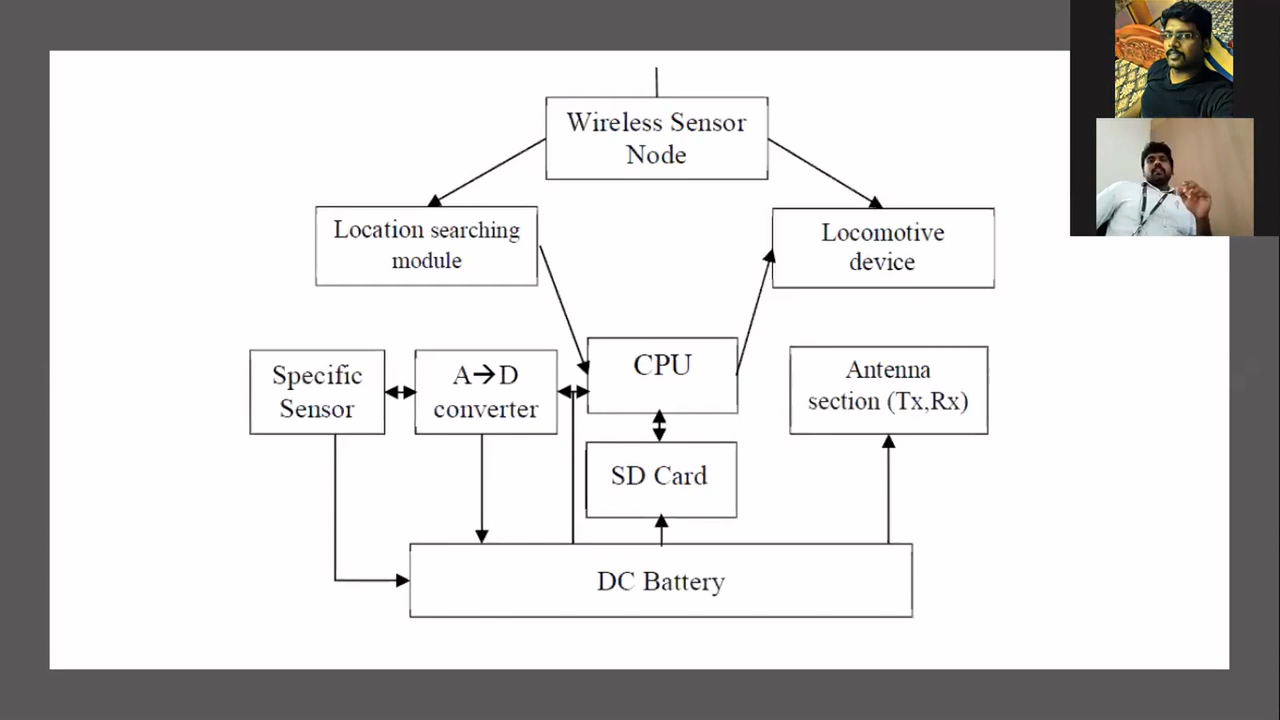 Wireless Sensor
Node
Location searching
module
Locomotive
device
Specific
Sensor
A→D
converter
CPU
Antenna
section (Tx,Rx)
SD Card
DC Battery